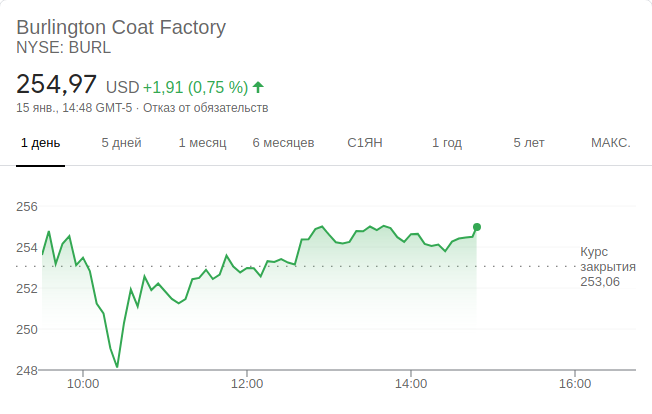 Burlington Coat Factory
NYSE: BURL
254,97 USD +1,91 (0,75 %)
15 янв., 14:48 GMT-5 · Отказ от обязательств
1 день 5 дней 1 месяц 6 месяцев С1ЯН 1 год 5 лет МАКС.
256
254
Курс
закрытия
253,06
252
250
248
10:00 12:00 14:00 16:00